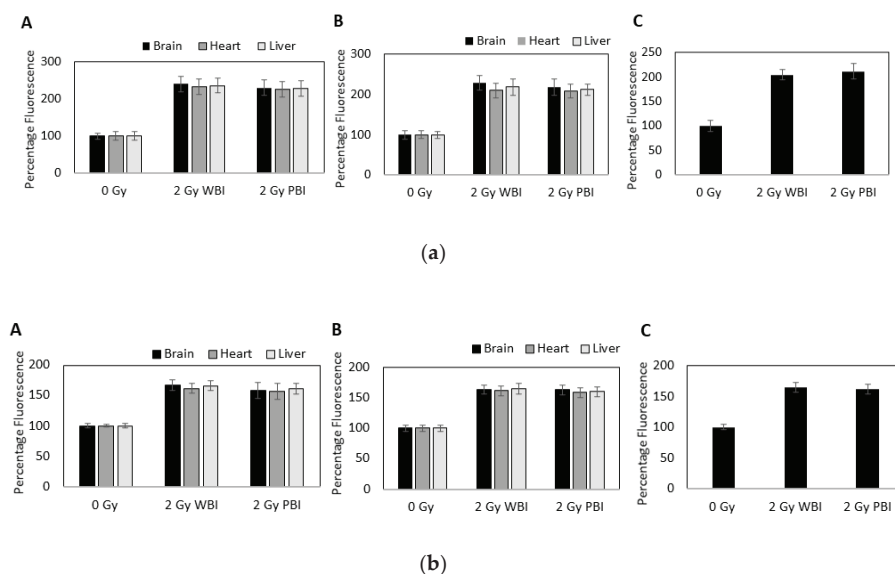 A
Brain Heart Liver
Percentage Fluorescence
300
200
100
0
0 Gy 2 Gy WBI 2 Gy PBI
B
Brain Heart Liver
Percentage Fluorescence
300
200
100
0
0 Gy 2 Gy WBI 2 Gy PBI
C
Percentage Fluorescence
250
200
150
100
50
0
0 Gy 2 Gy WBI 2 Gy PBI
(a)
A
Brain Heart Liver
Percentage Fluorescence
200
150
100
50
0
0 Gy 2 Gy WBI 2 Gy PBI
B
Brain Heart Liver
Percentage Fluorescence
200
150
100
50
0
0 Gy 2 Gy WBI 2 Gy PBI
C
Percentage Fluorescence
200
150
100
50
0
0 Gy 2 Gy WBI 2 Gy PBI
(b)